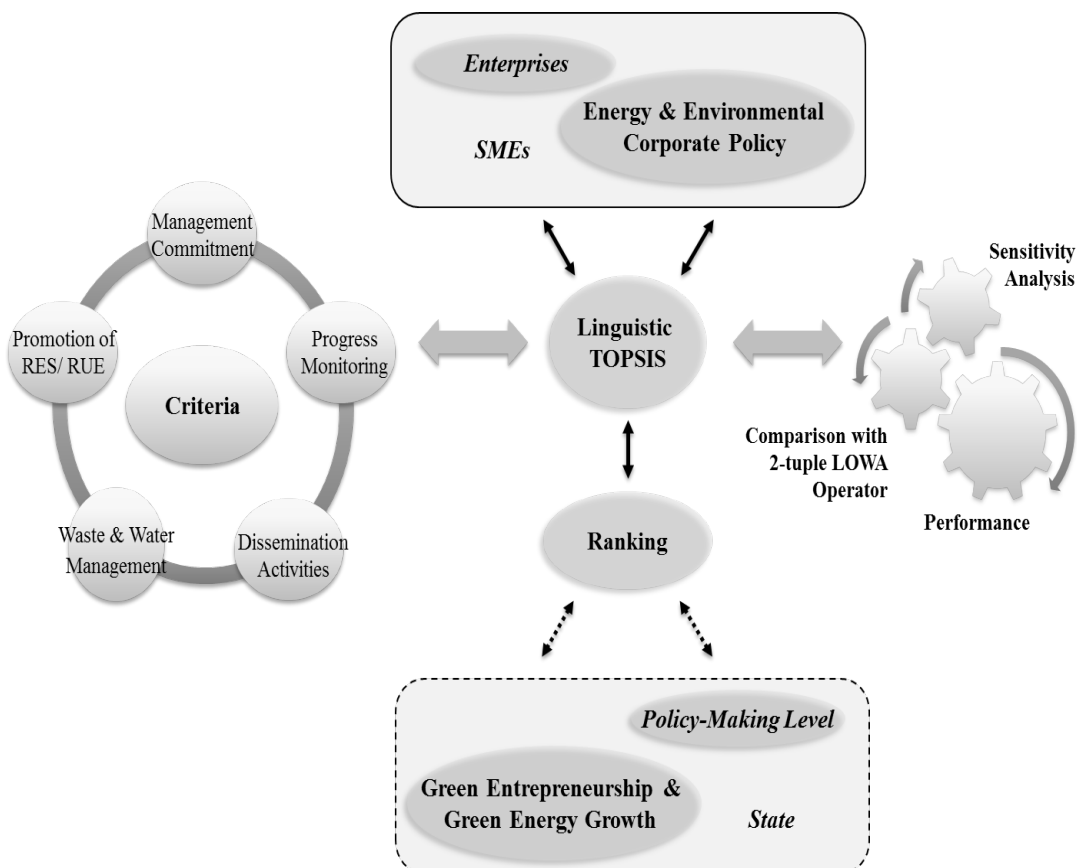 Enterprises
Energy & Environmental
Corporate Policy
SMEs
Management
Commitment
Promotion of
RES/ RUE
Progress
Monitoring
Criteria
Waste & Water
Management
Dissemination
Activities
Linguistic
TOPSIS
Sensitivity
Analysis
Comparison with
2-tuple LOWA
Operator
Performance
Ranking
Policy-Making Level
Green Entrepreneurship &
Green Energy Growth
State